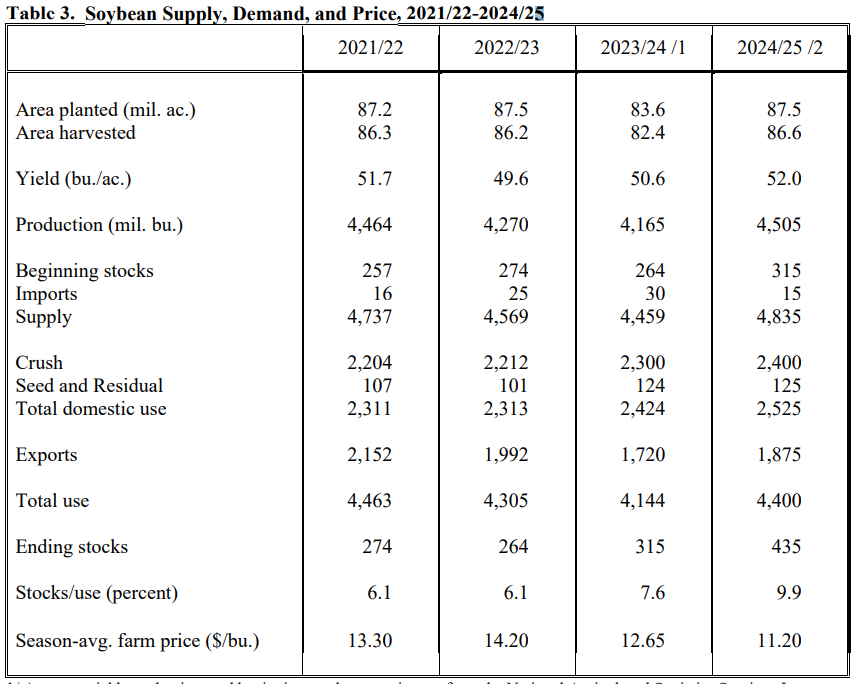 Table 3. Soybean Supply, Demand, and Price, 2021/22-2024/25
2021/22 2022/23 2023/24 /1 2024/25 /2
Area planted (mil. ac.) 87.2 87.5 83.6 87.5
Area harvested 86.3 86.2 82.4 86.6
Yield (bu./ac.) 51.7 49.6 50.6 52.0
Production (mil. bu.) 4,464 4,270 4,165 4,505
Beginning stocks 257 274 264 315
Imports 16 25 30 15
Supply 4,737 4,569 4,459 4,835
Crush 2,204 2,212 2,300 2,400
Seed and Residual 107 101 124 125
Total domestic use 2,311 2,313 2,424 2,525
Exports 2,152 1,992 1,720 1,875
Total use 4,463 4,305 4,144 4,400
Ending stocks 274 264 315 435
Stocks/use (percent) 6.1 6.1 7.6 9.9
Season-avg. farm price ($/bu.) 13.30 14.20 12.65 11.20